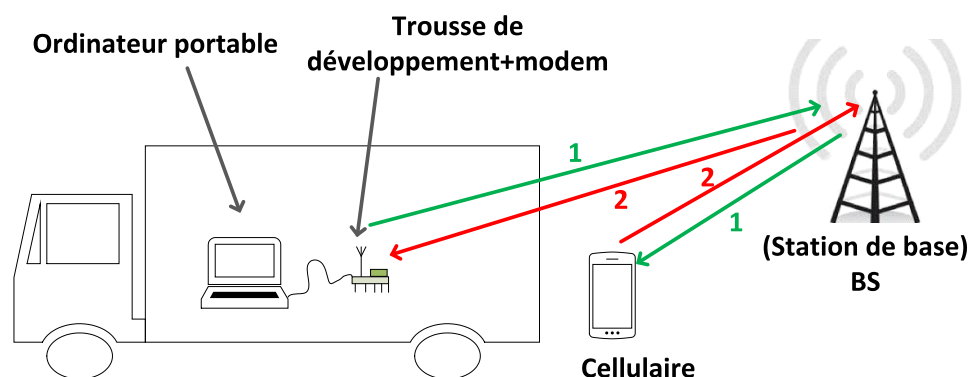 Ordinateur portable
Trousse de
développement+modem
1
2
2
1
(Station de base)
BS
Cellulaire